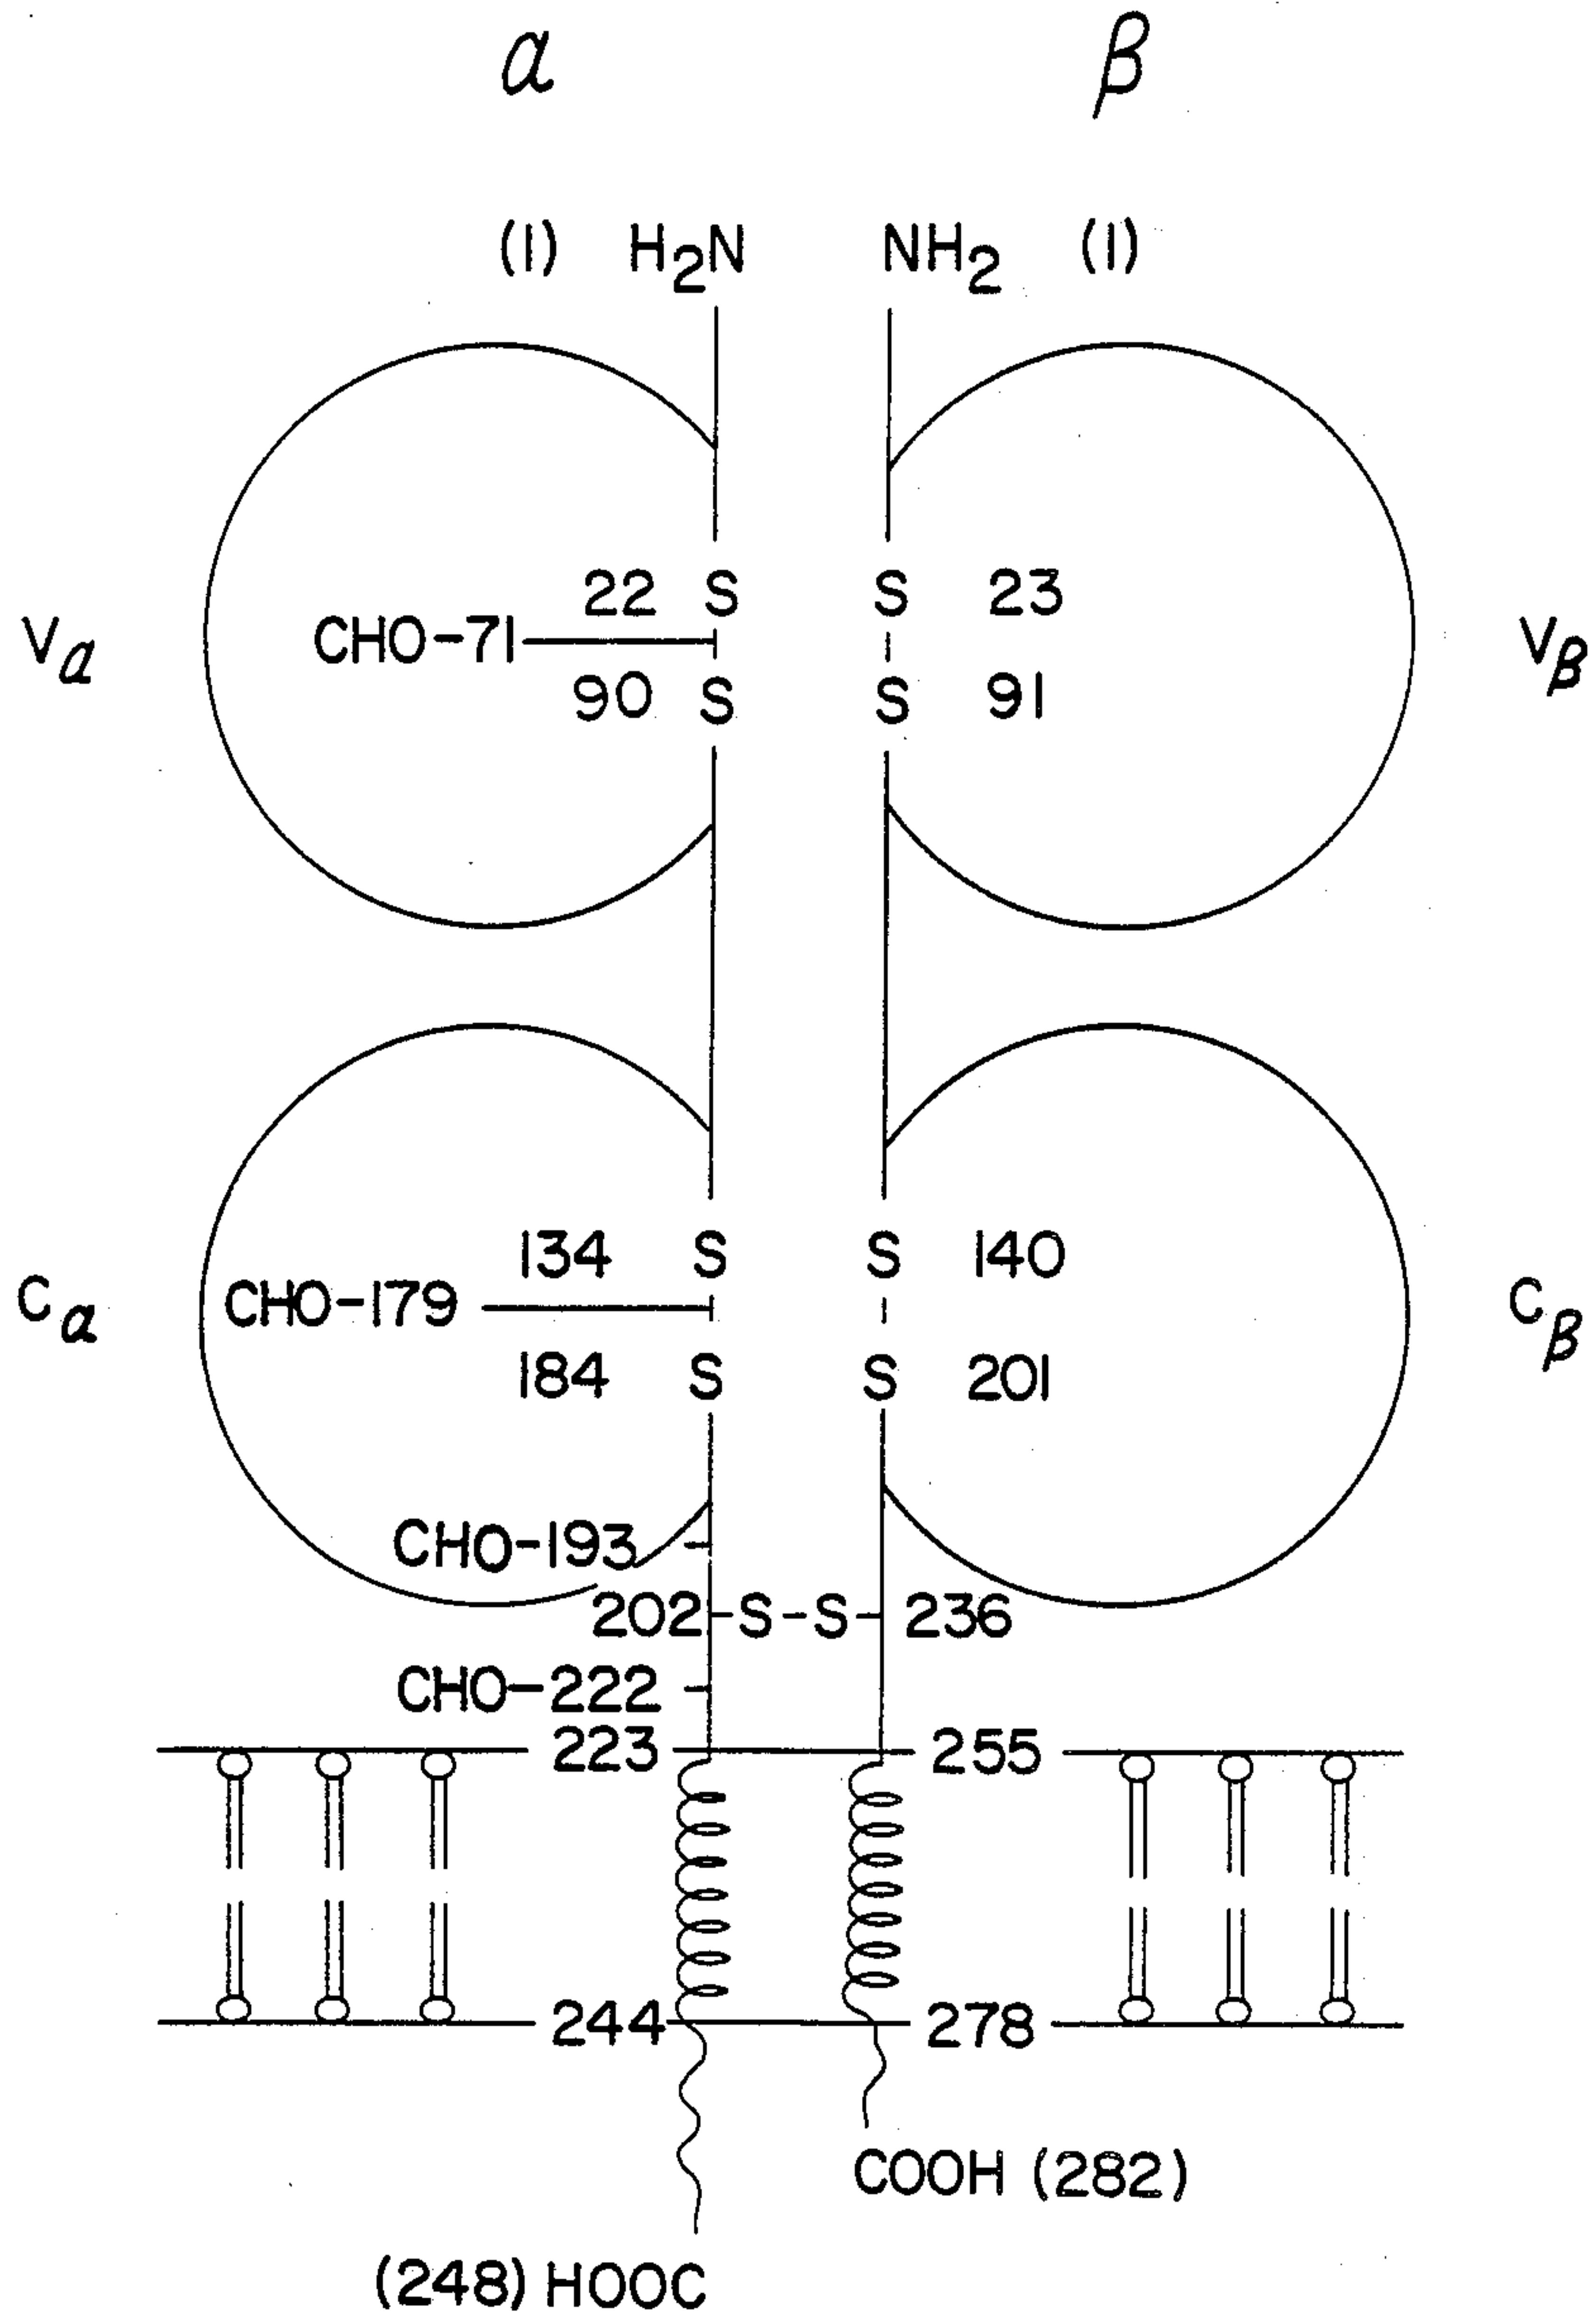 α β
(1) H₂N NH₂ (1)
22 S S 23
Vα CHO-71 Vβ
90 S S 91
134 S S 140
Cα CHO-179 Cβ
184 S S 201
CHO-193
202-S-S-236
CHO-222
223 255
244 278
COOH (282)
(248) HOOC